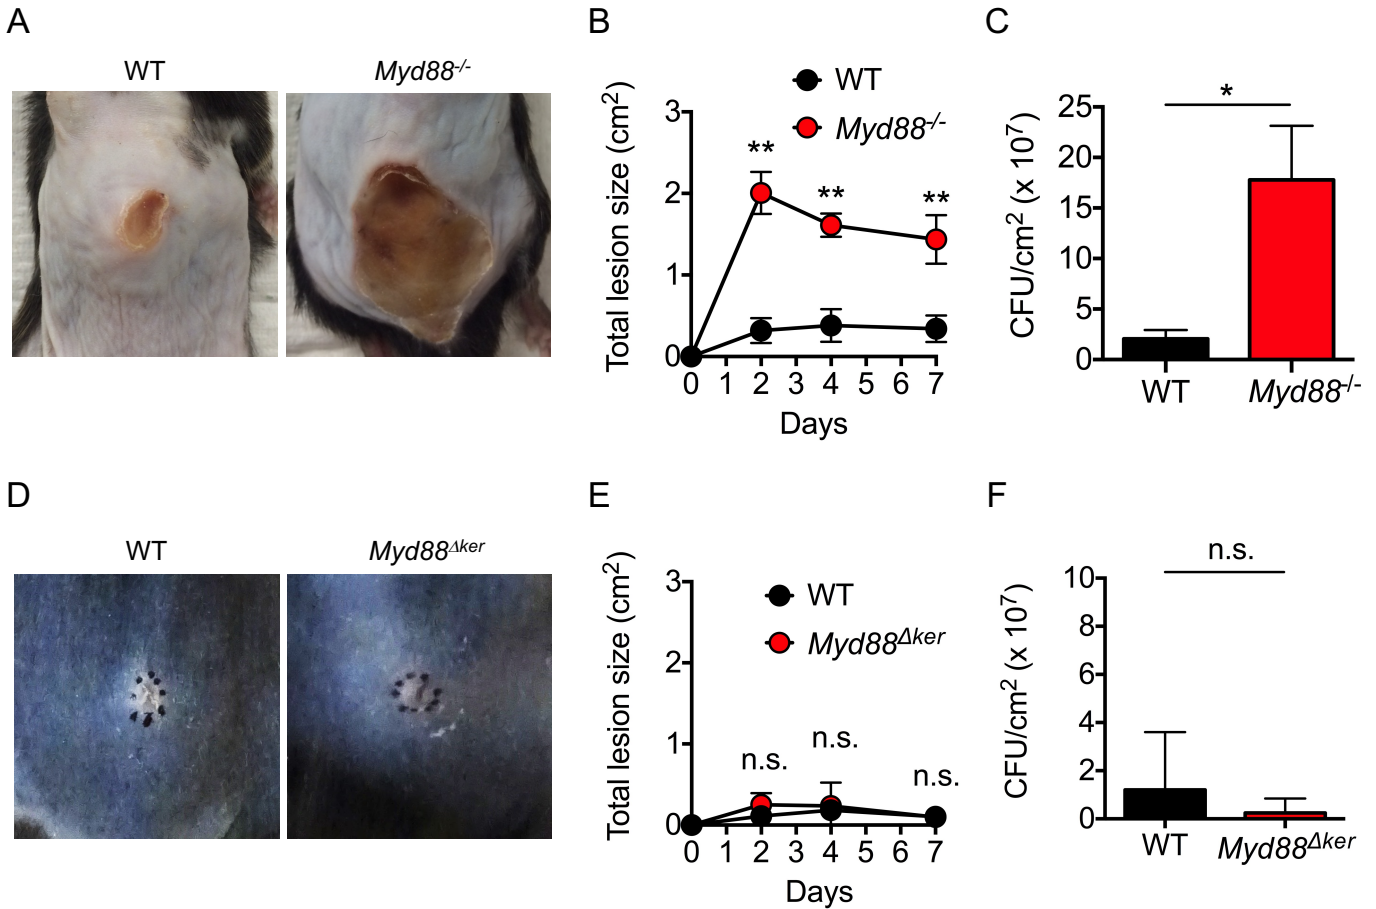 A
WT
Myd88-/-
B
WT
Myd88-/-
Total lesion size (cm2)
3
2
1
0
**
**
**
0 1 2 3 4 5 6 7
Days
C
*
CFU/cm2 (x 107)
25
20
15
10
5
0
WT
Myd88-/-
D
WT
Myd88Δker
E
WT
Myd88Δker
Total lesion size (cm2)
3
2
1
0
n.s.
n.s.
n.s.
0 1 2 3 4 5 6 7
Days
F
n.s.
CFU/cm2 (x 107)
10
8
6
4
2
0
WT
Myd88Δker